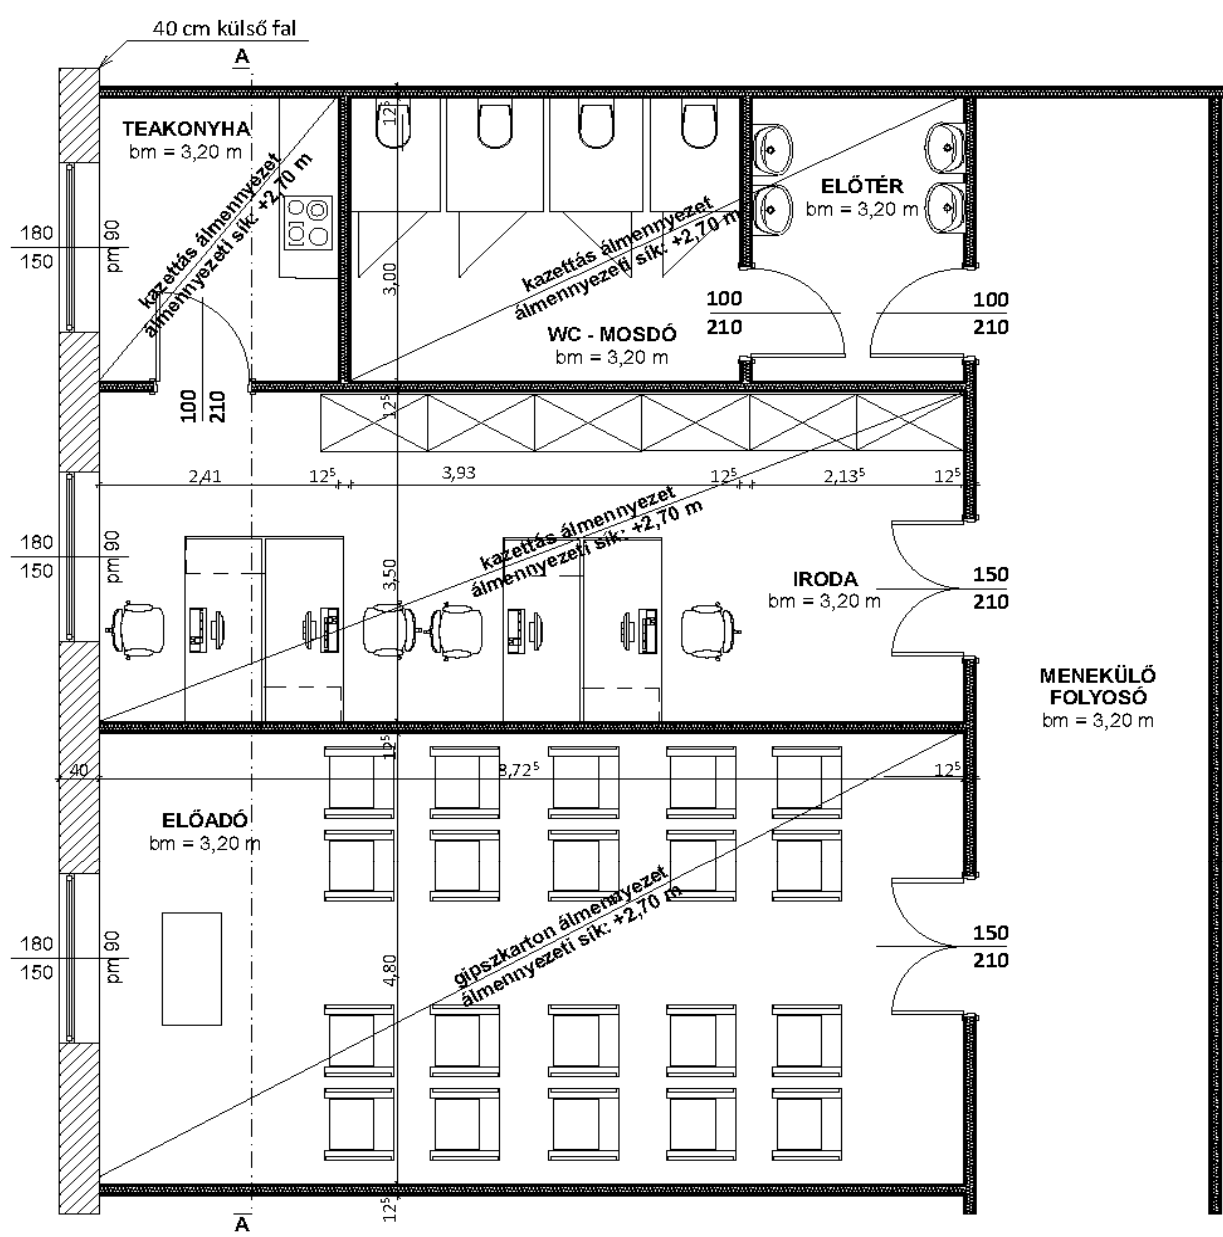 40 cm külső fal
A
TEAKONYHA
bm = 3,20 m
kazettás álmennyezet
álmennyezeti sík: +2,70 m
180
150
pm 90
100
210
12⁵
3,00
kazettás álmennyezet
álmennyezeti sík: +2,70 m
WC - MOSDÓ
bm = 3,20 m
ELŐTÉR
bm = 3,20 m
100
210
100
210
12⁵
2,41
12⁵
3,93
12⁵
2,13⁵
12⁵
kazettás álmennyezet
álmennyezeti sík: +2,70 m
180
150
pm 90
3,50
IRODA
bm = 3,20 m
150
210
MENEKÜLŐ
FOLYOSÓ
bm = 3,20 m
12⁵
40
8,72⁵
12⁵
ELŐADÓ
bm = 3,20 m
gipszkarton álmennyezet
álmennyezeti sík: +2,70 m
180
150
pm 90
4,80
150
210
12⁵
A